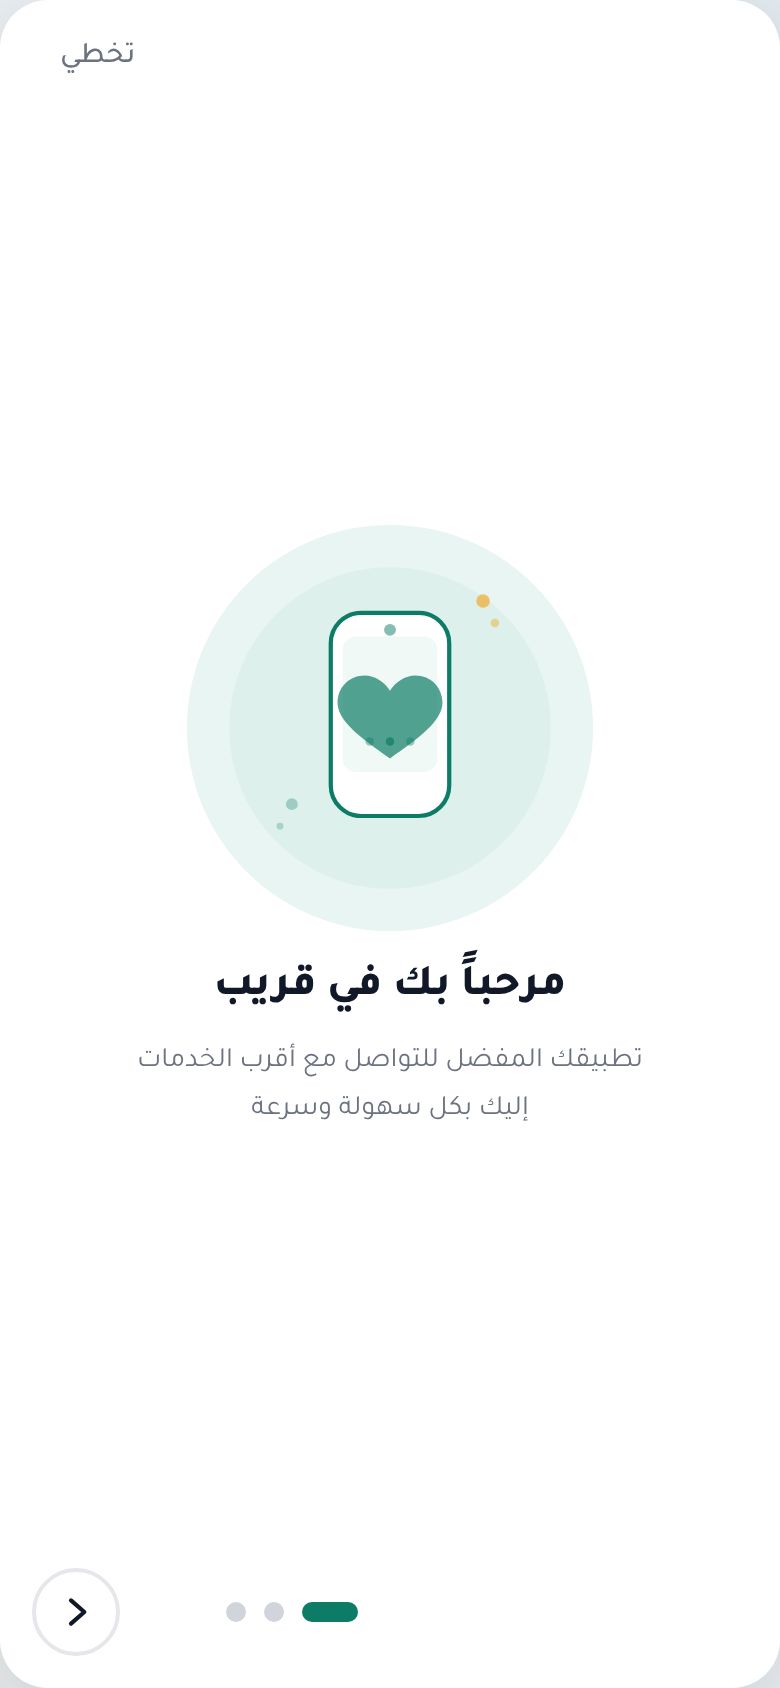 تخطي
مرحباً بك في قريب
تطبيقك المفضل للتواصل مع أقرب الخدمات
إليك بكل سهولة وسرعة